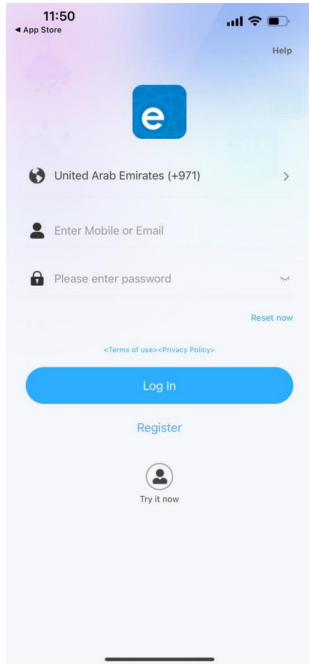 11:50
◄ App Store
Help
e
United Arab Emirates (+971)
Enter Mobile or Email
Please enter password
Reset now
<Terms of use><Privacy Policy>
Log In
Register
Try it now